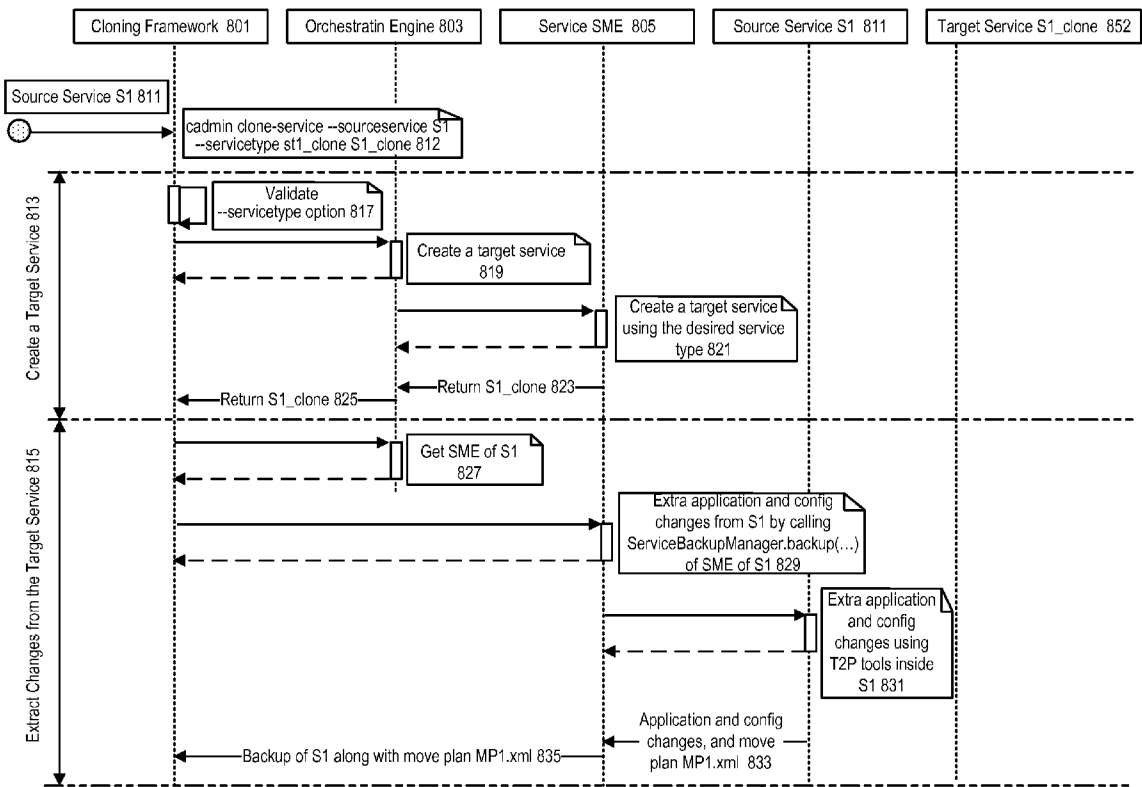 Cloning Framework 801
Orchestratin Engine 803
Service SME 805
Source Service S1 811
Target Service S1_clone 852
Source Service S1 811
cadmin clone-service --sourceservice S1
--servicetype st1_clone S1_clone 812
Create a Target Service 813
Validate
--servicetype option 817
Create a target service
819
Create a target service
using the desired service
type 821
Return S1_clone 823
Return S1_clone 825
Extract Changes from the Target Service 815
Get SME of S1
827
Extra application and config
changes from S1 by calling
ServiceBackupManager.backup(…)
of SME of S1 829
Extra application
and config
changes using
T2P tools inside
S1 831
Application and config
changes, and move
plan MP1.xml 833
Backup of S1 along with move plan MP1.xml 835